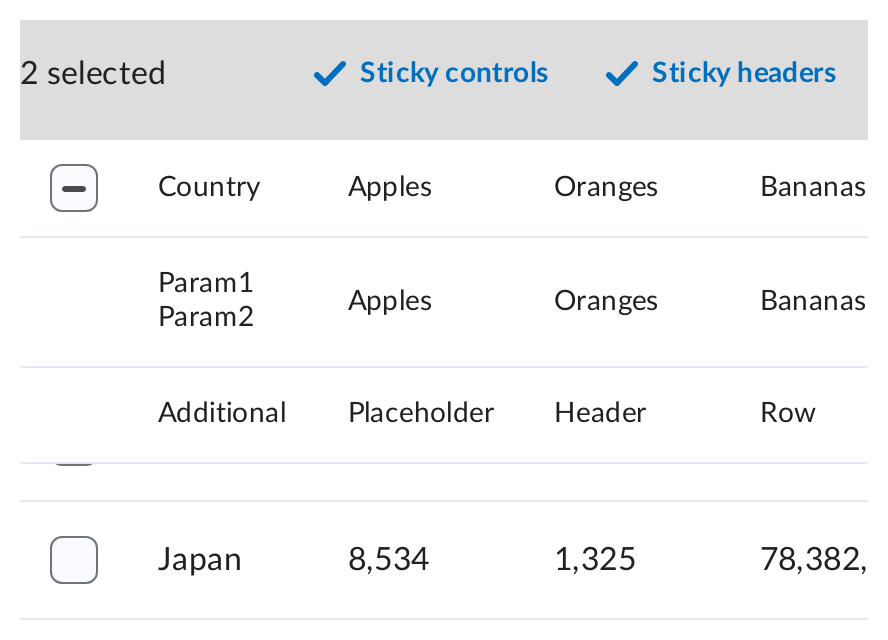 2 selected Sticky controls Sticky headers
Country Apples Oranges Bananas
Param1
Param2 Apples Oranges Bananas
Additional Placeholder Header Row
Japan 8,534 1,325 78,382,